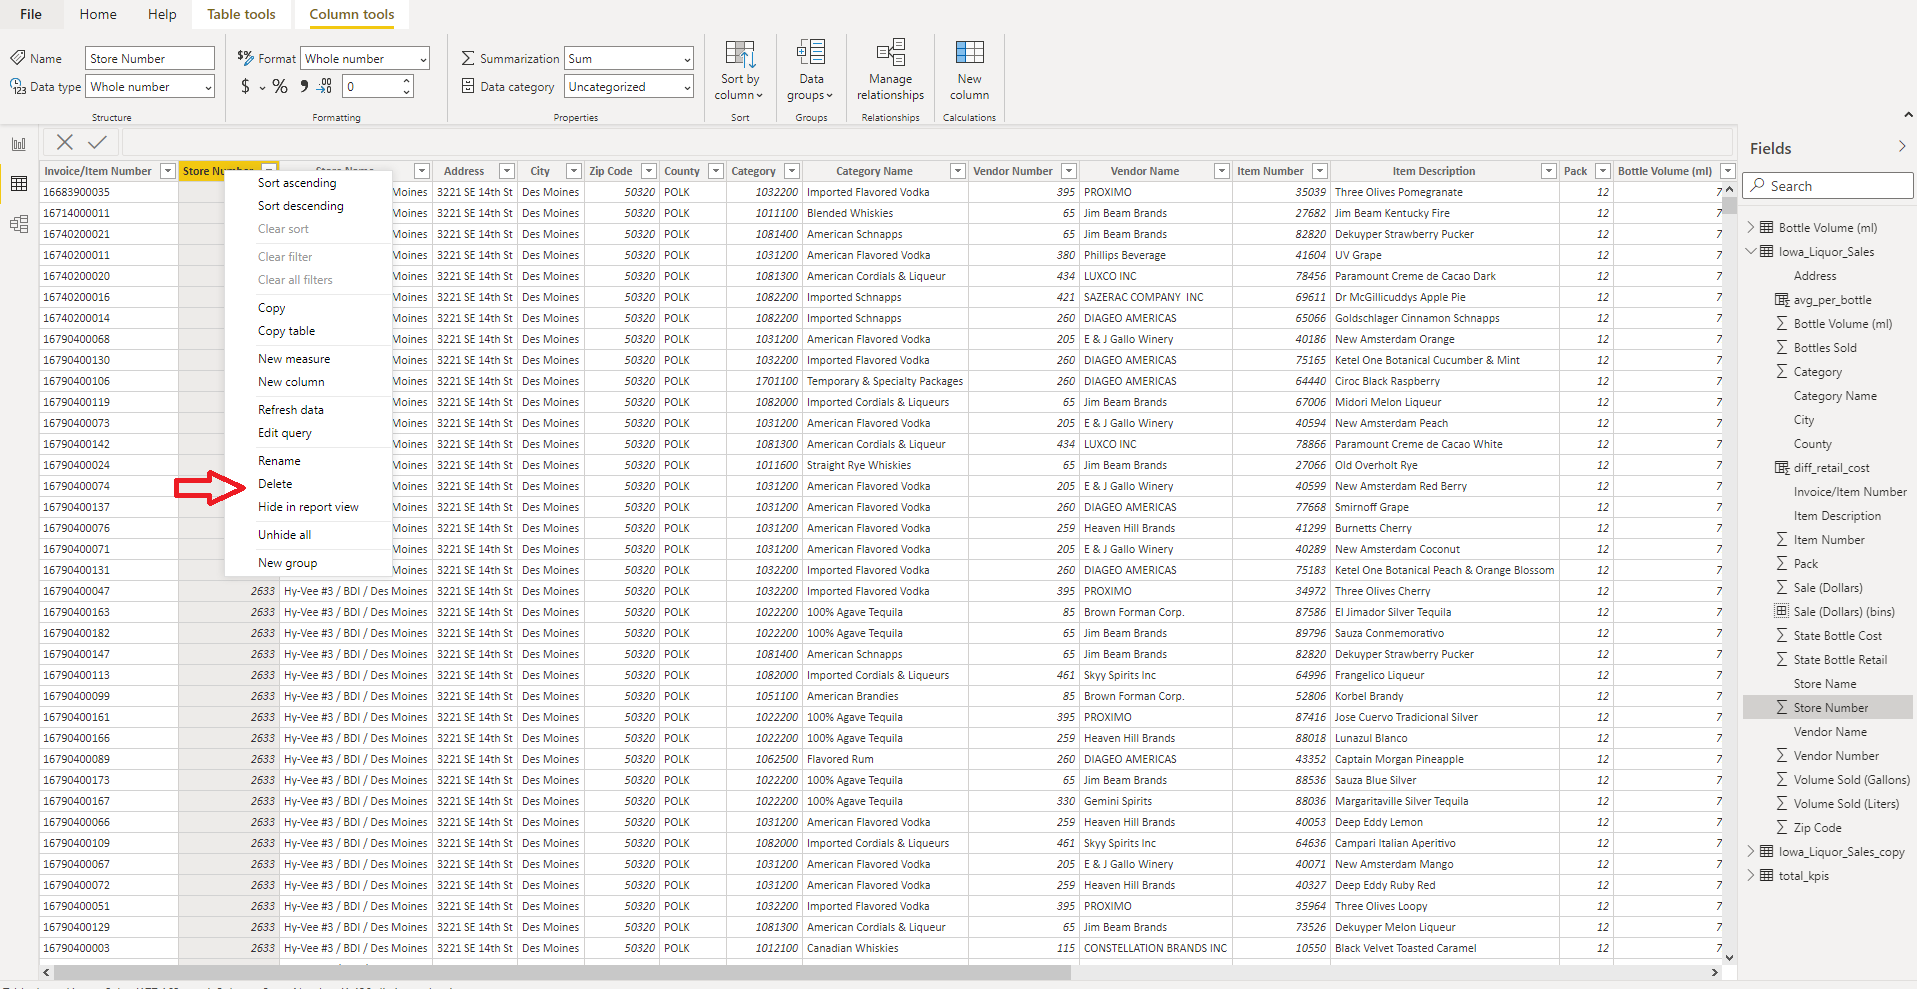 File Home Help Table tools Column tools
Name Store Number
Data type Whole number
Structure
Format Whole number
$ % 0
Formatting
Summarization Sum
Data category Uncategorized
Properties
Sort by column
Sort
Data groups
Groups
Manage relationships
Relationships
New column
Calculations
Invoice/Item Number Store Address City Zip Code County Category Category Name Vendor Number Vendor Name Item Number Item Description Pack Bottle Volume (ml)
16683900035 Moines 3221 SE 14th St Des Moines 50320 POLK 1032200 Imported Flavored Vodka 395 PROXIMO 35039 Three Olives Pomegranate 12 7
16714000011 Moines 3221 SE 14th St Des Moines 50320 POLK 1011100 Blended Whiskies 65 Jim Beam Brands 27682 Jim Beam Kentucky Fire 12 7
16740200021 Moines 3221 SE 14th St Des Moines 50320 POLK 1081400 American Schnapps 65 Jim Beam Brands 82820 Dekuyper Strawberry Pucker 12 7
16740200011 Moines 3221 SE 14th St Des Moines 50320 POLK 1031200 American Flavored Vodka 380 Phillips Beverage 41604 UV Grape 12 7
16740200020 Moines 3221 SE 14th St Des Moines 50320 POLK 1081300 American Cordials & Liqueur 434 LUXCO INC 78456 Paramount Creme de Cacao Dark 12 7
16740200016 Moines 3221 SE 14th St Des Moines 50320 POLK 1082200 Imported Schnapps 421 SAZERAC COMPANY INC 69611 Dr McGillicuddys Apple Pie 12 7
16740200014 Moines 3221 SE 14th St Des Moines 50320 POLK 1082200 Imported Schnapps 260 DIAGEO AMERICAS 65066 Goldschlager Cinnamon Schnapps 12 7
16790400068 Moines 3221 SE 14th St Des Moines 50320 POLK 1031200 American Flavored Vodka 205 E & J Gallo Winery 40186 New Amsterdam Orange 12 7
16790400130 Moines 3221 SE 14th St Des Moines 50320 POLK 1032200 Imported Flavored Vodka 260 DIAGEO AMERICAS 75165 Ketel One Botanical Cucumber & Mint 12 7
16790400106 Moines 3221 SE 14th St Des Moines 50320 POLK 1701100 Temporary & Specialty Packages 260 DIAGEO AMERICAS 64440 Ciroc Black Raspberry 12 7
16790400119 Moines 3221 SE 14th St Des Moines 50320 POLK 1082000 Imported Cordials & Liqueurs 65 Jim Beam Brands 67006 Midori Melon Liqueur 12 7
16790400073 Moines 3221 SE 14th St Des Moines 50320 POLK 1031200 American Flavored Vodka 205 E & J Gallo Winery 40594 New Amsterdam Peach 12 7
16790400142 Moines 3221 SE 14th St Des Moines 50320 POLK 1081300 American Cordials & Liqueur 434 LUXCO INC 78866 Paramount Creme de Cacao White 12 7
16790400024 Moines 3221 SE 14th St Des Moines 50320 POLK 1011600 Straight Rye Whiskies 65 Jim Beam Brands 27066 Old Overholt Rye 12 7
16790400074 Moines 3221 SE 14th St Des Moines 50320 POLK 1031200 American Flavored Vodka 205 E & J Gallo Winery 40599 New Amsterdam Red Berry 12 7
16790400137 Moines 3221 SE 14th St Des Moines 50320 POLK 1031200 American Flavored Vodka 260 DIAGEO AMERICAS 77668 Smirnoff Grape 12 7
16790400076 Moines 3221 SE 14th St Des Moines 50320 POLK 1031200 American Flavored Vodka 259 Heaven Hill Brands 41299 Burnetts Cherry 12 7
16790400071 Moines 3221 SE 14th St Des Moines 50320 POLK 1031200 American Flavored Vodka 205 E & J Gallo Winery 40289 New Amsterdam Coconut 12 7
16790400131 Moines 3221 SE 14th St Des Moines 50320 POLK 1032200 Imported Flavored Vodka 260 DIAGEO AMERICAS 75183 Ketel One Botanical Peach & Orange Blossom 12 7
16790400047 2633 Hy-Vee #3 / BDI / Des Moines 3221 SE 14th St Des Moines 50320 POLK 1032200 Imported Flavored Vodka 395 PROXIMO 34972 Three Olives Cherry 12 7
16790400163 2633 Hy-Vee #3 / BDI / Des Moines 3221 SE 14th St Des Moines 50320 POLK 1022200 100% Agave Tequila 85 Brown Forman Corp. 87586 El Jimador Silver Tequila 12 7
16790400182 2633 Hy-Vee #3 / BDI / Des Moines 3221 SE 14th St Des Moines 50320 POLK 1022200 100% Agave Tequila 65 Jim Beam Brands 89796 Sauza Conmemorativo 12 7
16790400147 2633 Hy-Vee #3 / BDI / Des Moines 3221 SE 14th St Des Moines 50320 POLK 1081400 American Schnapps 65 Jim Beam Brands 82820 Dekuyper Strawberry Pucker 12 7
16790400113 2633 Hy-Vee #3 / BDI / Des Moines 3221 SE 14th St Des Moines 50320 POLK 1082000 Imported Cordials & Liqueurs 461 Skyy Spirits Inc 64996 Frangelico Liqueur 12 7
16790400099 2633 Hy-Vee #3 / BDI / Des Moines 3221 SE 14th St Des Moines 50320 POLK 1051100 American Brandies 85 Brown Forman Corp. 52806 Korbel Brandy 12 7
16790400161 2633 Hy-Vee #3 / BDI / Des Moines 3221 SE 14th St Des Moines 50320 POLK 1022200 100% Agave Tequila 395 PROXIMO 87416 Jose Cuervo Tradicional Silver 12 7
16790400166 2633 Hy-Vee #3 / BDI / Des Moines 3221 SE 14th St Des Moines 50320 POLK 1022200 100% Agave Tequila 259 Heaven Hill Brands 88018 Lunazul Blanco 12 7
16790400089 2633 Hy-Vee #3 / BDI / Des Moines 3221 SE 14th St Des Moines 50320 POLK 1062500 Flavored Rum 260 DIAGEO AMERICAS 43352 Captain Morgan Pineapple 12 7
16790400173 2633 Hy-Vee #3 / BDI / Des Moines 3221 SE 14th St Des Moines 50320 POLK 1022200 100% Agave Tequila 65 Jim Beam Brands 88536 Sauza Blue Silver 12 7
16790400167 2633 Hy-Vee #3 / BDI / Des Moines 3221 SE 14th St Des Moines 50320 POLK 1022200 100% Agave Tequila 330 Gemini Spirits 88036 Margaritaville Silver Tequila 12 7
16790400066 2633 Hy-Vee #3 / BDI / Des Moines 3221 SE 14th St Des Moines 50320 POLK 1031200 American Flavored Vodka 259 Heaven Hill Brands 40053 Deep Eddy Lemon 12 7
16790400109 2633 Hy-Vee #3 / BDI / Des Moines 3221 SE 14th St Des Moines 50320 POLK 1082000 Imported Cordials & Liqueurs 461 Skyy Spirits Inc 64636 Campari Italian Aperitivo 12 7
16790400067 2633 Hy-Vee #3 / BDI / Des Moines 3221 SE 14th St Des Moines 50320 POLK 1031200 American Flavored Vodka 205 E & J Gallo Winery 40071 New Amsterdam Mango 12 7
16790400072 2633 Hy-Vee #3 / BDI / Des Moines 3221 SE 14th St Des Moines 50320 POLK 1031200 American Flavored Vodka 259 Heaven Hill Brands 40327 Deep Eddy Ruby Red 12 7
16790400051 2633 Hy-Vee #3 / BDI / Des Moines 3221 SE 14th St Des Moines 50320 POLK 1032200 Imported Flavored Vodka 395 PROXIMO 35964 Three Olives Loopy 12 7
16790400129 2633 Hy-Vee #3 / BDI / Des Moines 3221 SE 14th St Des Moines 50320 POLK 1081300 American Cordials & Liqueur 65 Jim Beam Brands 73526 Dekuyper Melon Liqueur 12 7
16790400003 2633 Hy-Vee #3 / BDI / Des Moines 3221 SE 14th St Des Moines 50320 POLK 1012100 Canadian Whiskies 115 CONSTELLATION BRANDS INC 10550 Black Velvet Toasted Caramel 12 7
Sort ascending
Sort descending
Clear sort
Clear filter
Clear all filters
Copy
Copy table
New measure
New column
Refresh data
Edit query
Rename
Delete
Hide in report view
Unhide all
New group
Fields
Search
Bottle Volume (ml)
Iowa_Liquor_Sales
Address
avg_per_bottle
Bottle Volume (ml)
Bottles Sold
Category
Category Name
City
County
diff_retail_cost
Invoice/Item Number
Item Description
Item Number
Pack
Sale (Dollars)
Sale (Dollars) (bins)
State Bottle Cost
State Bottle Retail
Store Name
Store Number
Vendor Name
Vendor Number
Volume Sold (Gallons)
Volume Sold (Liters)
Zip Code
Iowa_Liquor_Sales_copy
total_kpis